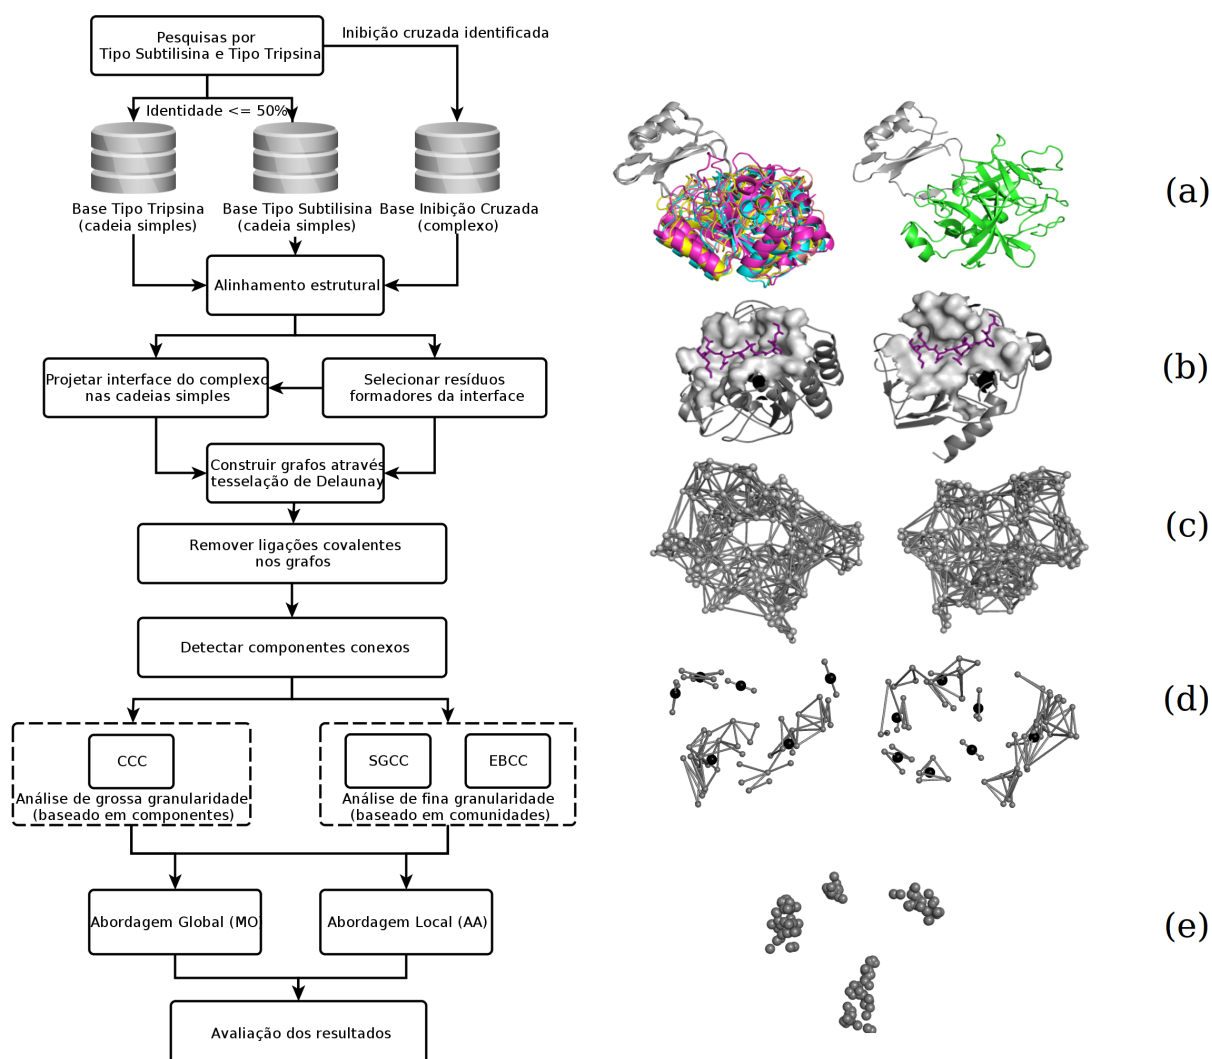 Pesquisas por
Tipo Subtilisina e Tipo Tripsina
Inibição cruzada identificada
Identidade <= 50%
Base Tipo Tripsina
(cadeia simples)
Base Tipo Subtilisina
(cadeia simples)
Base Inibição Cruzada
(complexo)
(a)
Alinhamento estrutural
Projetar interface do complexo
nas cadeias simples
Selecionar resíduos
formadores da interface
(b)
Construir grafos através
tesselação de Delaunay
(c)
Remover ligações covalentes
nos grafos
Detectar componentes conexos
(d)
CCC
Análise de grossa granularidade
(baseado em componentes)
SGCC
EBCC
Análise de fina granularidade
(baseado em comunidades)
Abordagem Global (MO)
Abordagem Local (AA)
(e)
Avaliação dos resultados